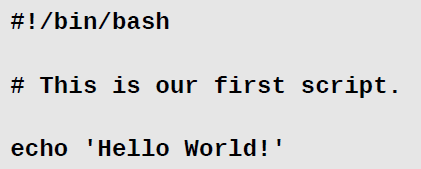 #!/bin/bash
# This is our first script.
echo 'Hello World!'